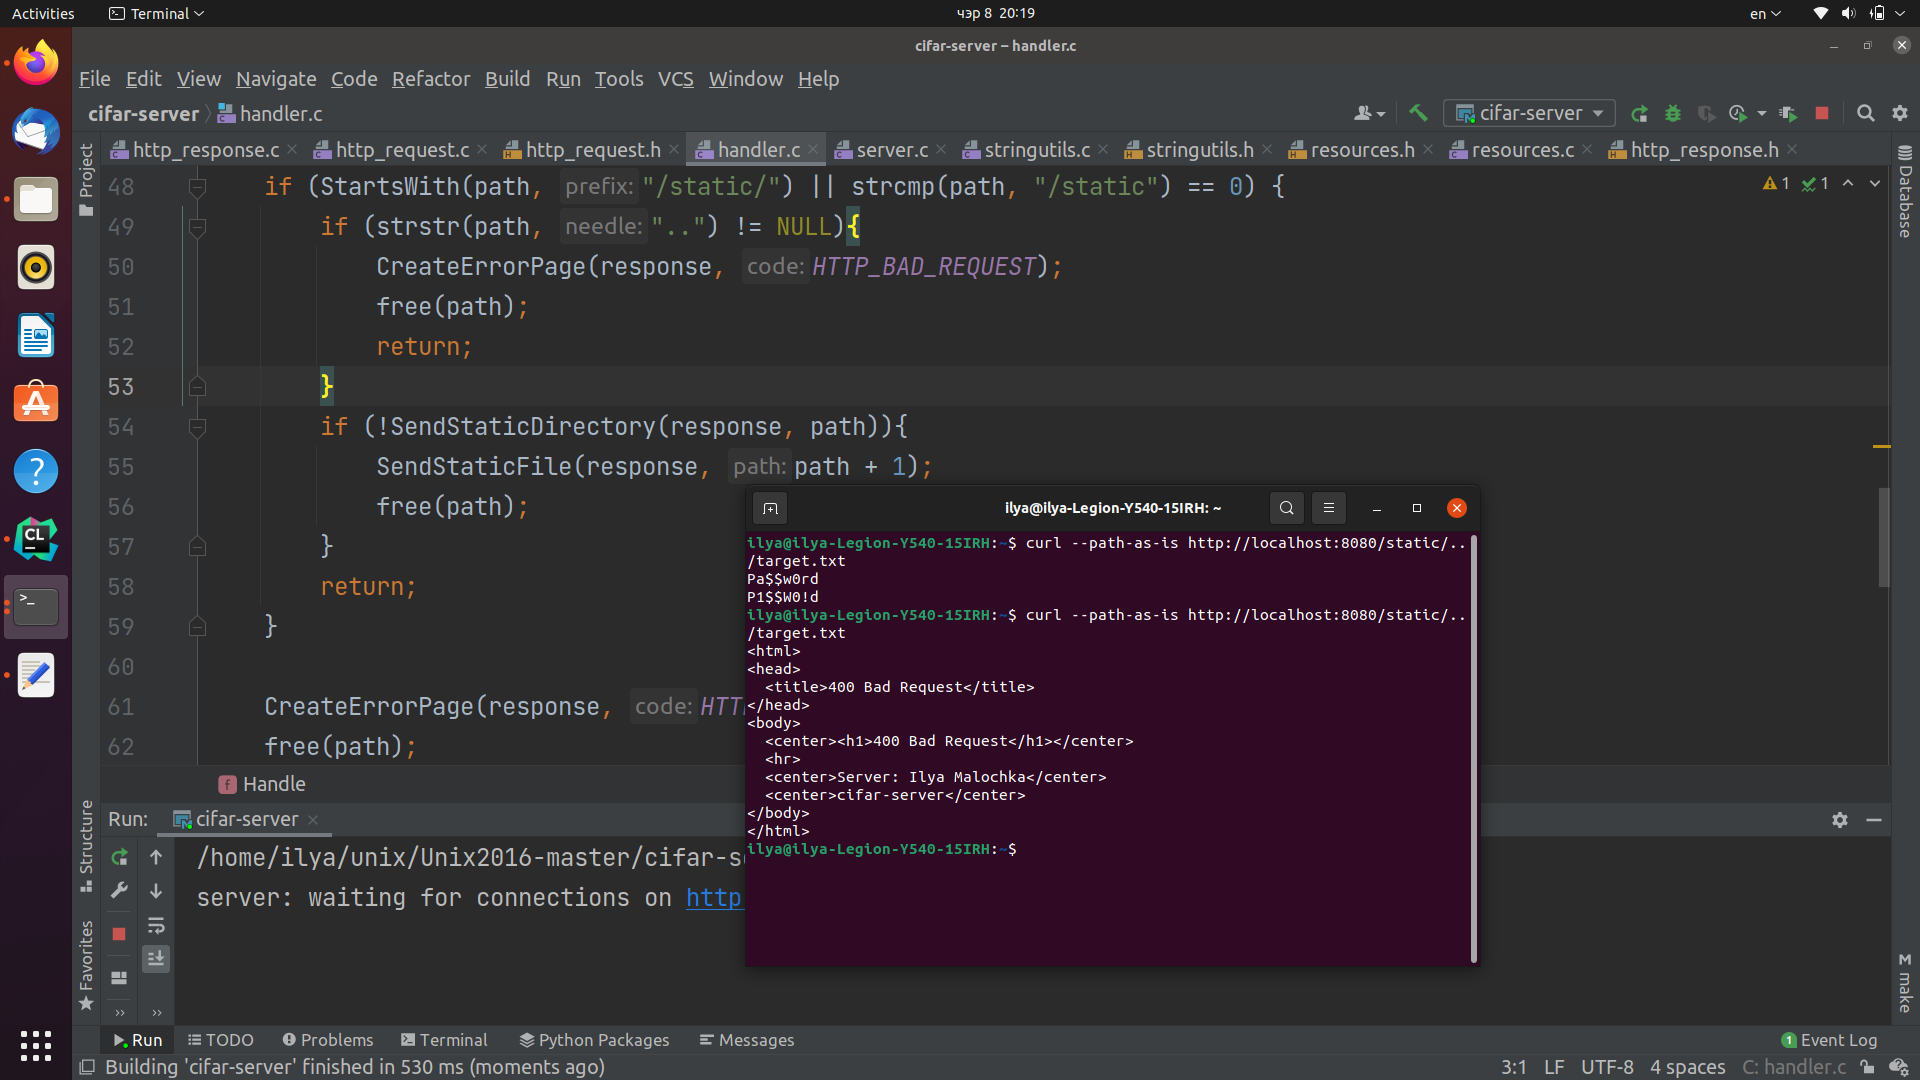 Activities
Terminal
чэр 8 20:19
en
cifar-server – handler.c
File Edit View Navigate Code Refactor Build Run Tools VCS Window Help
cifar-server
handler.c
cifar-server
http_response.c
http_request.c
http_request.h
handler.c
server.c
stringutils.c
stringutils.h
resources.h
resources.c
http_response.h
Project
Database
48 if (StartsWith(path, prefix: "/static/") || strcmp(path, "/static") == 0) {
1 1
49 if (strstr(path, needle: "..") != NULL){
50 CreateErrorPage(response, code: HTTP_BAD_REQUEST);
51 free(path);
52 return;
53 }
54 if (!SendStaticDirectory(response, path)){
55 SendStaticFile(response, path: path + 1);
56 free(path);
57 }
58 return;
59 }
60
61 CreateErrorPage(response, code:
62 free(path);
Handle
ilya@ilya-Legion-Y540-15IRH: ~
ilya@ilya-Legion-Y540-15IRH:~$ curl --path-as-is http://localhost:8080/static/..
/target.txt
Pa$$w0rd
P1$$W0!d
ilya@ilya-Legion-Y540-15IRH:~$ curl --path-as-is http://localhost:8080/static/..
/target.txt
<html>
<head>
<title>400 Bad Request</title>
</head>
<body>
<center><h1>400 Bad Request</h1></center>
<hr>
<center>Server: Ilya Malochka</center>
<center>cifar-server</center>
</body>
</html>
ilya@ilya-Legion-Y540-15IRH:~$
Structure
Favorites
make
Run:
cifar-server
/home/ilya/unix/Unix2016-master/cifar-s
server: waiting for connections on http
Run
TODO
Problems
Terminal
Python Packages
Messages
1 Event Log
Building 'cifar-server' finished in 530 ms (moments ago)
3:1 LF UTF-8 4 spaces C: handler.c